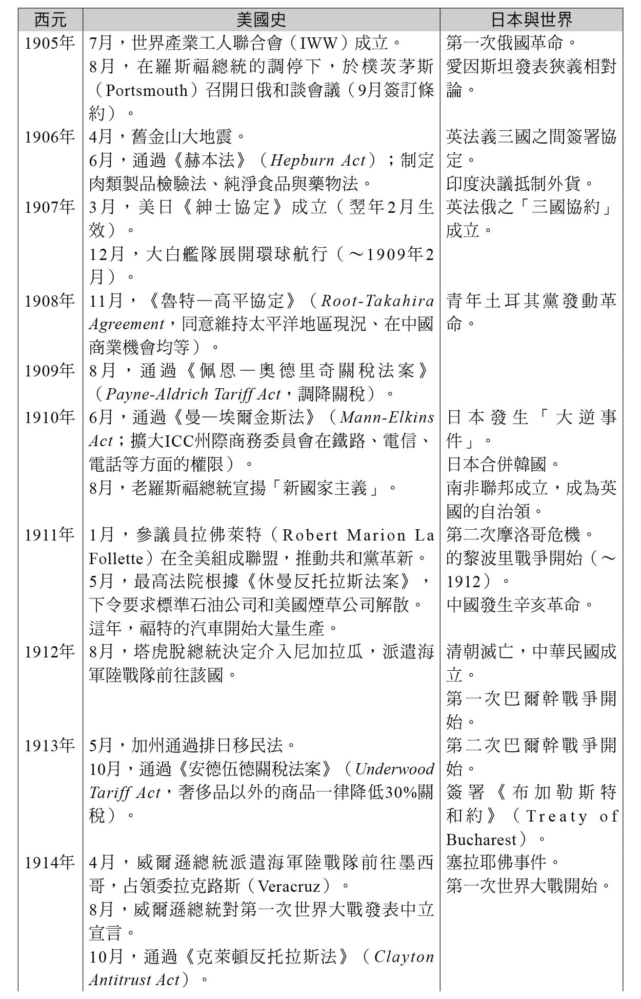 西元 美國史 日本與世界
1905年 7月，世界產業工人聯合會（IWW）成立。 第一次俄國革命。
8月，在羅斯福總統的調停下，於樸茨茅斯 愛因斯坦發表狹義相對
（Portsmouth）召開日俄和談會議（9月簽訂條 論。
約）。
1906年 4月，舊金山大地震。 英法義三國之間簽署協
6月，通過《赫本法》（Hepburn Act）；制定 定。
肉類製品檢驗法、純淨食品與藥物法。 印度決議抵制外貨。
1907年 3月，美日《紳士協定》成立（翌年2月生 英法俄之「三國協約」
效）。 成立。
12月，大白艦隊展開環球航行（～1909年2
月）。
1908年 11月，《魯特—高平協定》（Root-Takahira 青年土耳其黨發動革
Agreement，同意維持太平洋地區現況、在中國 命。
商業機會均等）。
1909年 8月，通過《佩恩—奧德里奇關稅法案》
（Payne-Aldrich Tariff Act，調降關稅）。
1910年 6月，通過《曼—埃爾金斯法》（Mann-Elkins 日本發生「大逆事
Act；擴大ICC州際商務委員會在鐵路、電信、 件」。
電話等方面的權限）。 日本合併韓國。
8月，老羅斯福總統宣揚「新國家主義」。 南非聯邦成立，成為英
國的自治領。
1911年 1月，參議員拉佛萊特（Robert Marion La 第二次摩洛哥危機。
Follette）在全美組成聯盟，推動共和黨革新。 的黎波里戰爭開始（～
5月，最高法院根據《休曼反托拉斯法案》， 1912）。
下令要求標準石油公司和美國煙草公司解散。 中國發生辛亥革命。
這年，福特的汽車開始大量生產。
1912年 8月，塔虎脫總統決定介入尼加拉瓜，派遣海 清朝滅亡，中華民國成
軍陸戰隊前往該國。 立。
第一次巴爾幹戰爭開
始。
1913年 5月，加州通過排日移民法。 第二次巴爾幹戰爭開
10月，通過《安德伍德關稅法案》（Underwood 始。
Tariff Act，奢侈品以外的商品一律降低30%關 簽署《布加勒斯特
稅）。 和約》（Treaty of
Bucharest）。
1914年 4月，威爾遜總統派遣海軍陸戰隊前往墨西 塞拉耶佛事件。
哥，占領委拉克路斯（Veracruz）。 第一次世界大戰開始。
8月，威爾遜總統對第一次世界大戰發表中立
宣言。
10月，通過《克萊頓反托拉斯法》（Clayton
Antitrust Act）。